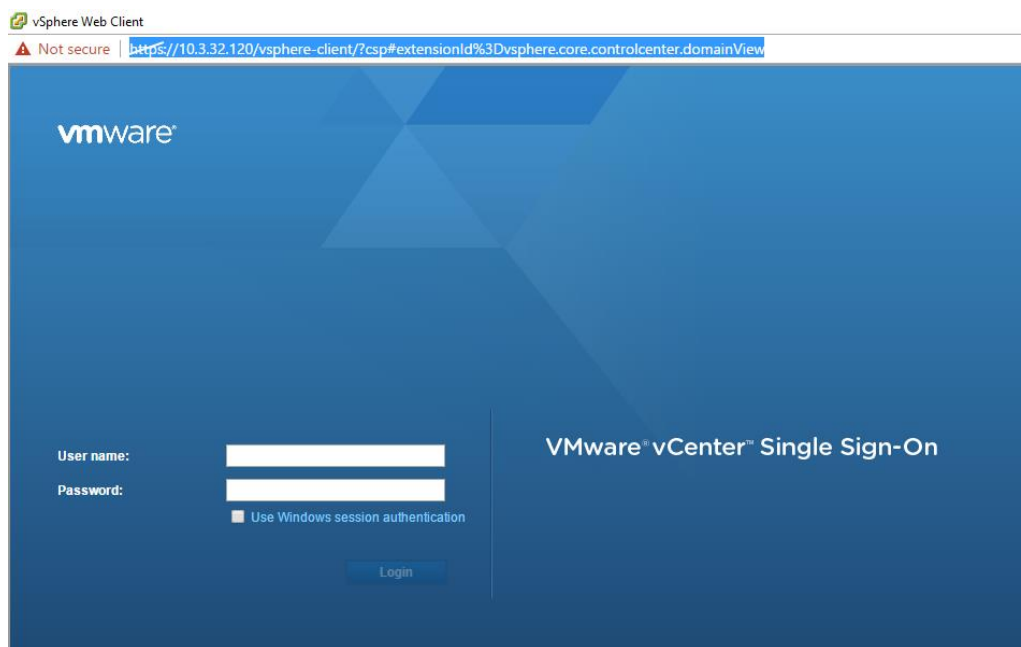 vSphere Web Client
Not secure | https://10.3.32.120/vsphere-client/?csp#extensionId%3Dvsphere.core.controlcenter.domainView
vmware®
User name:
VMware® vCenter™ Single Sign-On
Password:
Use Windows session authentication
Login